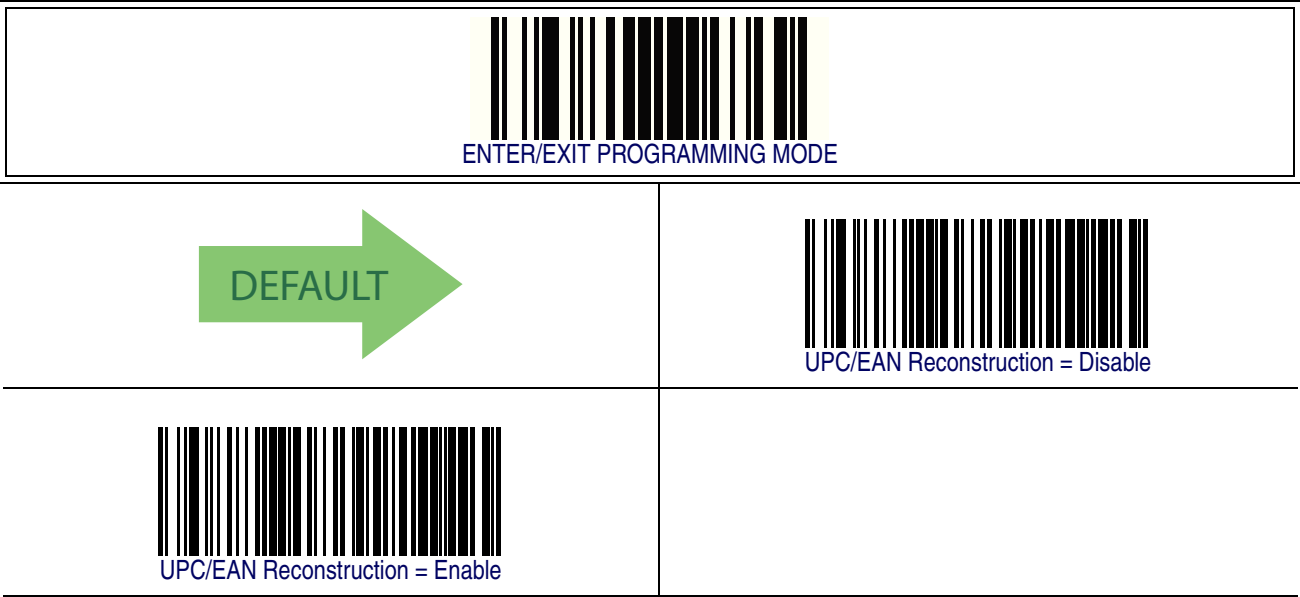 ENTER/EXIT PROGRAMMING MODE
DEFAULT
UPC/EAN Reconstruction = Disable
UPC/EAN Reconstruction = Enable